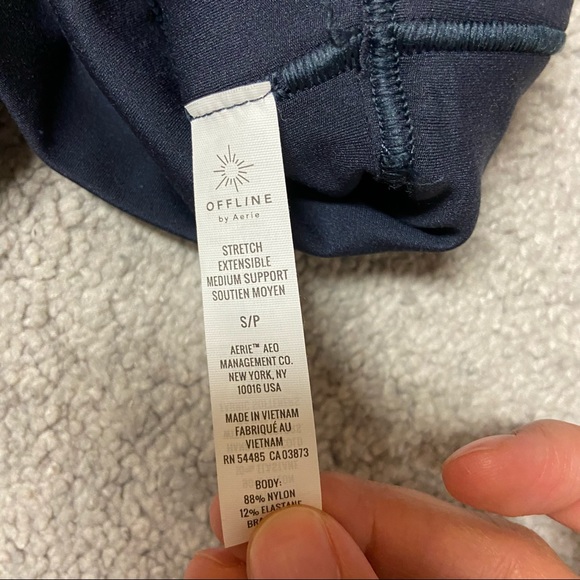 OFFLINE
by Aerie
STRETCH
EXTENSIBLE
MEDIUM SUPPORT
SOUTIEN MOYEN
S/P
AERIE™ AEO
MANAGEMENT CO.
NEW YORK, NY
10016 USA
MADE IN VIETNAM
FABRIQUÉ AU
VIETNAM
RN 54485 CA 03873
BODY:
88% NYLON
12% ELASTANE